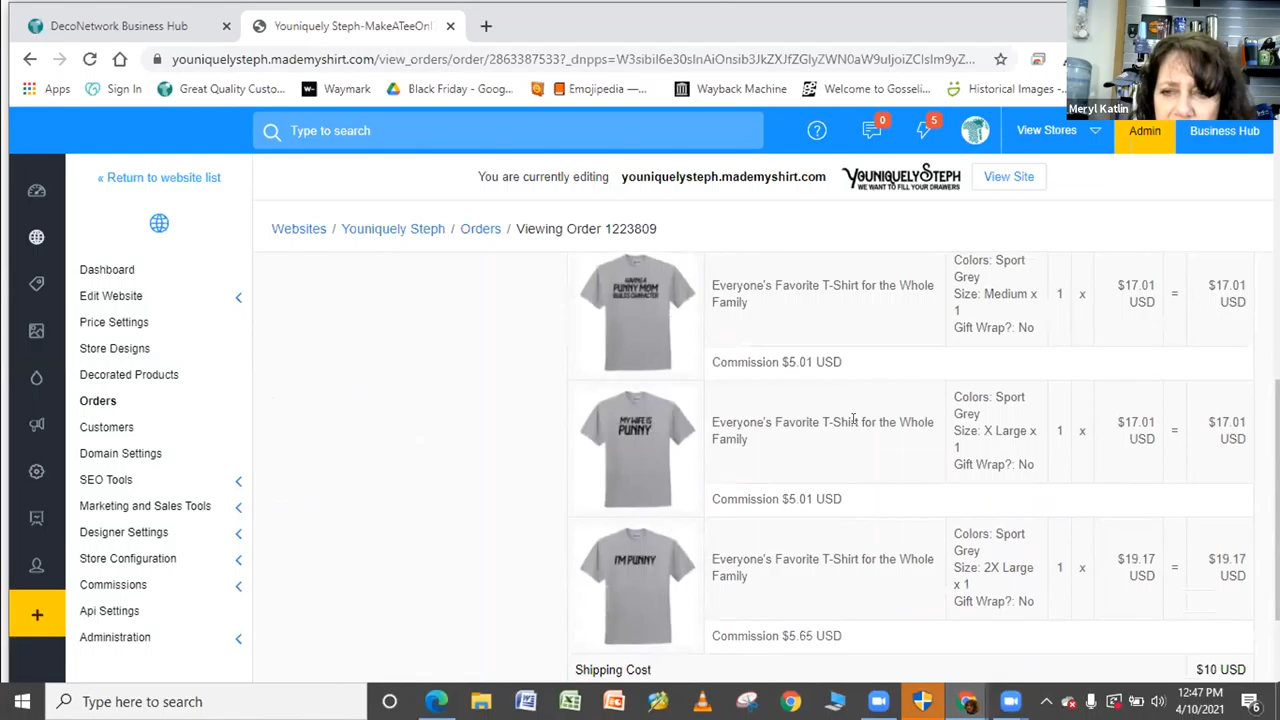 DecoNetwork Business Hub
Youniquely Steph-MakeATeeOnl
youniquelysteph.mademyshirt.com/view_orders/order/2863387533?_dnpps=W3sibil6e30slnAiOnsib3JkZXJfZGlyZWN0aW9uIjoiZClsIm9yZ...
Apps
Sign In
Great Quality Custo...
Waymark
Black Friday - Goog...
Emojipedia — ...
Wayback Machine
Welcome to Gosseli...
Historical Images -...
Meryl Katlin
Type to search
0
5
View Stores
Admin
Business Hub
« Return to website list
You are currently editing youniquelysteph.mademyshirt.com
YOUNIQUELY STEPH
WE WANT TO FILL YOUR DRAWERS
View Site
Websites / Youniquely Steph / Orders / Viewing Order 1223809
Dashboard
Edit Website
Price Settings
Store Designs
Decorated Products
Orders
Customers
Domain Settings
SEO Tools
Marketing and Sales Tools
Designer Settings
Store Configuration
Commissions
Api Settings
Administration
HAVING A
PUNNY MOM
BUILDS CHARACTER
Everyone's Favorite T-Shirt for the Whole
Family
Colors: Sport
Grey
Size: Medium x
1
Gift Wrap?: No
1 x $17.01
USD
= $17.01
USD
Commission $5.01 USD
MY WIFE IS
PUNNY
Everyone's Favorite T-Shirt for the Whole
Family
Colors: Sport
Grey
Size: X Large x
1
Gift Wrap?: No
1 x $17.01
USD
= $17.01
USD
Commission $5.01 USD
I'M PUNNY
Everyone's Favorite T-Shirt for the Whole
Family
Colors: Sport
Grey
Size: 2X Large
x 1
Gift Wrap?: No
1 x $19.17
USD
= $19.17
USD
Commission $5.65 USD
Shipping Cost $10 USD
Type here to search
12:47 PM
4/10/2021
6